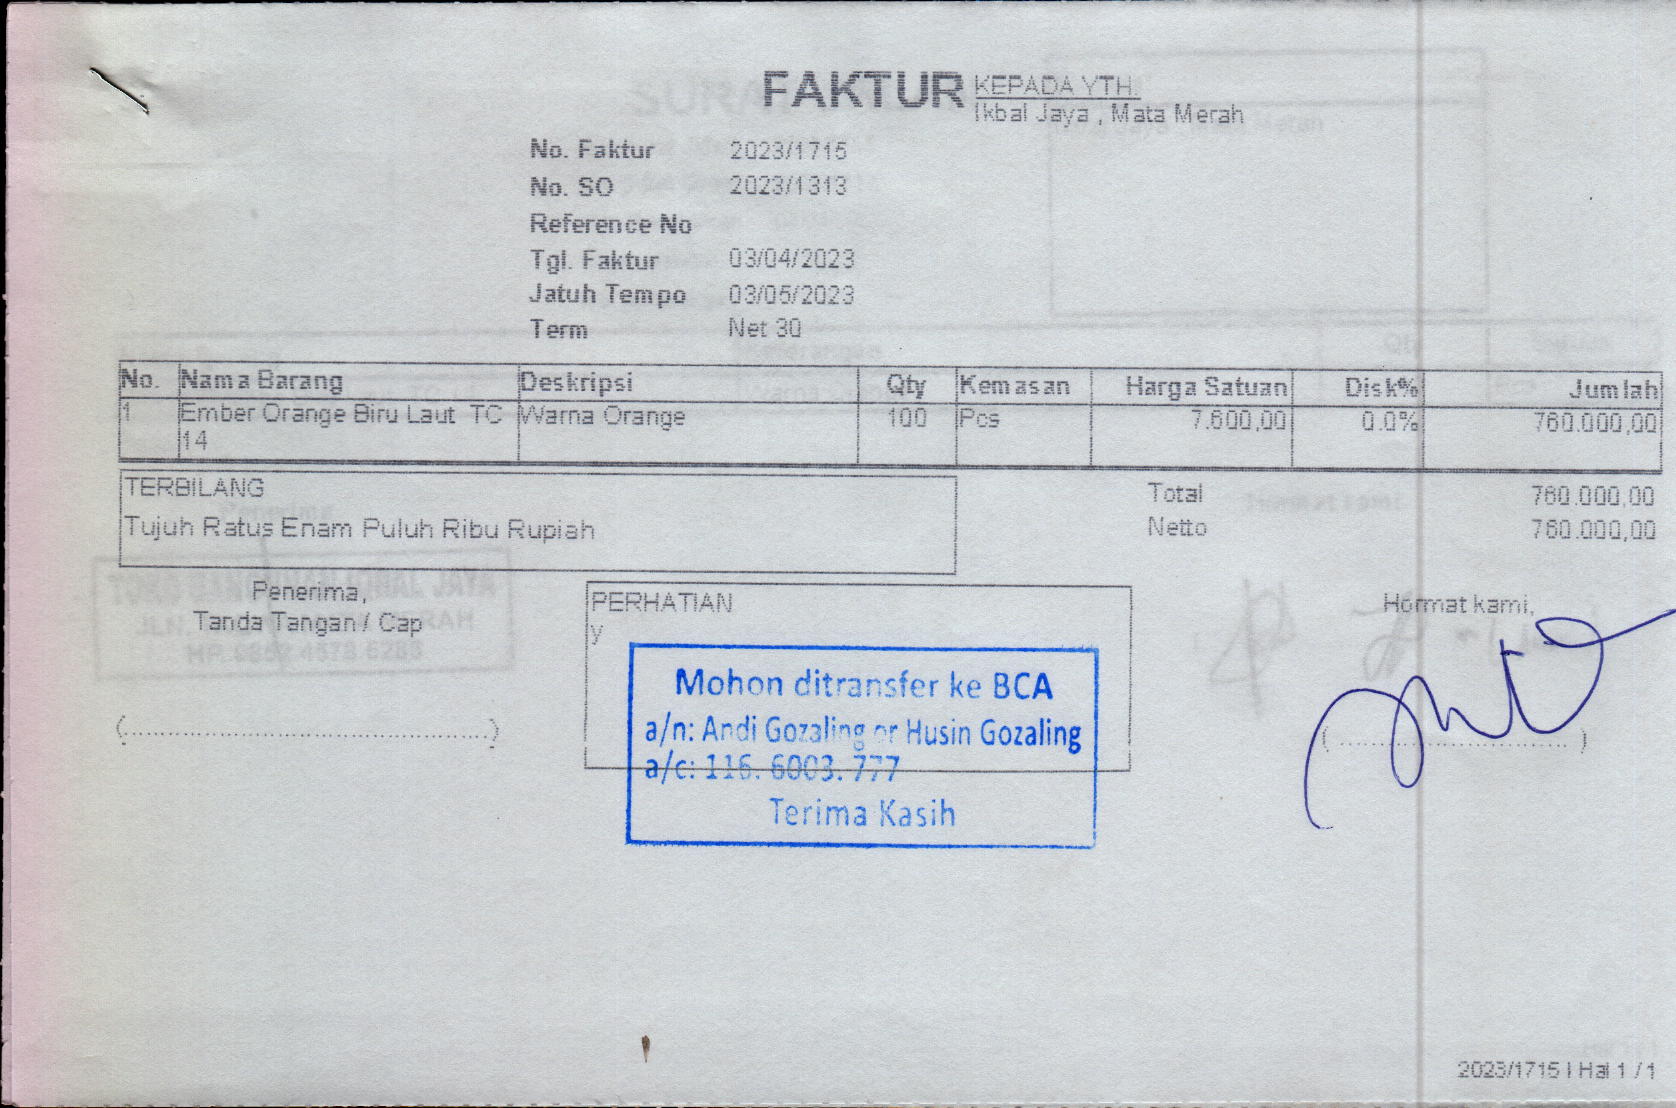 FAKTUR
KEPADA YTH.
Ikbal Jaya , Mata Merah
No. Faktur 2023/1715
No. SO 2023/1313
Reference No
Tgl. Faktur 03/04/2023
Jatuh Tempo 03/05/2023
Term Net 30
No. Nama Barang Deskripsi Qty Kemasan Harga Satuan Disk% Jumlah
1 Ember Orange Biru Laut TC Warna Orange 100 Pcs 7.600,00 0.0% 760.000,00
14
TERBILANG
Tujuh Ratus Enam Puluh Ribu Rupiah
Total 760.000,00
Netto 760.000,00
Penerima,
Tanda Tangan / Cap
PERHATIAN
y
Mohon ditransfer ke BCA
a/n: Andi Gozaling or Husin Gozaling
a/c: 116. 6003. 777
Terima Kasih
Hormat kami,
(................................................)
(................................)
2023/1715 | Hal 1 / 1